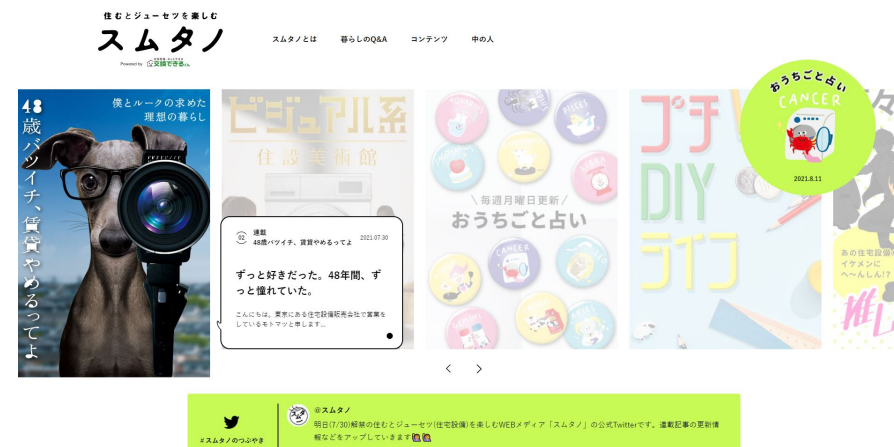 住むとジューセツを楽しむ
スムタノ
Powered by 交換できるくん
スムタノとは
暮らしのQ&A
コンテンツ
中の人
おうちごと占い
CANCER
2021.8.11
48歳バツイチ、賃貸やめるってよ
僕とルークの求めた
理想の暮らし
ビジュアル系
住設美術館
02
連載
48歳バツイチ、賃貸やめるってよ
2021.07.30
ずっと好きだった。48年間、ず
っと憧れていた。
こんにちは。東京にある住宅設備販売会社で営業を
しているモトマツと申します...
\毎週月曜日更新/
おうちごと占い
CANCER
プチ
DIY
ライフ
あの住宅設備の
イケメンに
へ〜んしん!?
推し
#スムタノのつぶやき
@スムタノ
明日(7/30)解禁の住むとジューセツ(住宅設備)を楽しむWEBメディア「スムタノ」の公式Twitterです。連載記事の更新情
報などをアップしていきます🙋🙋